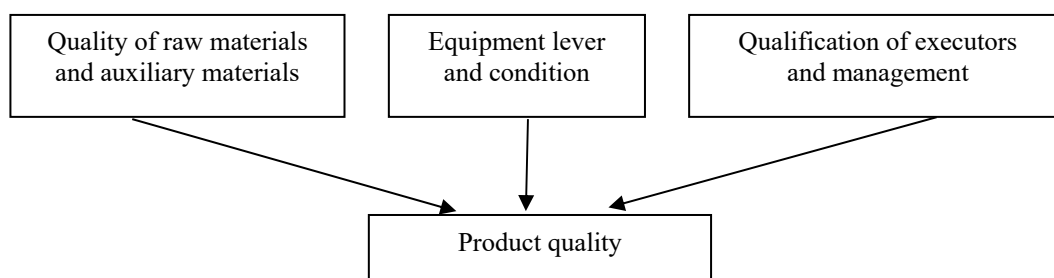 Quality of raw materials
and auxiliary materials
Equipment lever
and condition
Qualification of executors
and management
Product quality